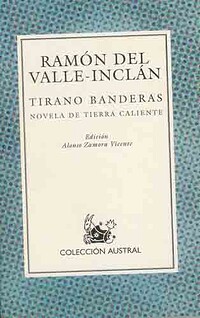 RAMÓN DEL
VALLE-INCLÁN
TIRANO BANDERAS
NOVELA DE TIERRA CALIENTE
Edición
Alonso Zamora Vicente
COLECCIÓN AUSTRAL